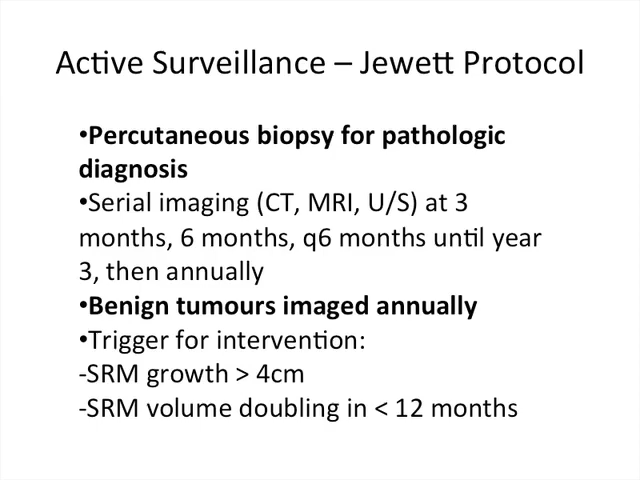 Active Surveillance – Jewett Protocol
•Percutaneous biopsy for pathologic
diagnosis
•Serial imaging (CT, MRI, U/S) at 3
months, 6 months, q6 months until year
3, then annually
•Benign tumours imaged annually
•Trigger for intervention:
-SRM growth > 4cm
-SRM volume doubling in < 12 months